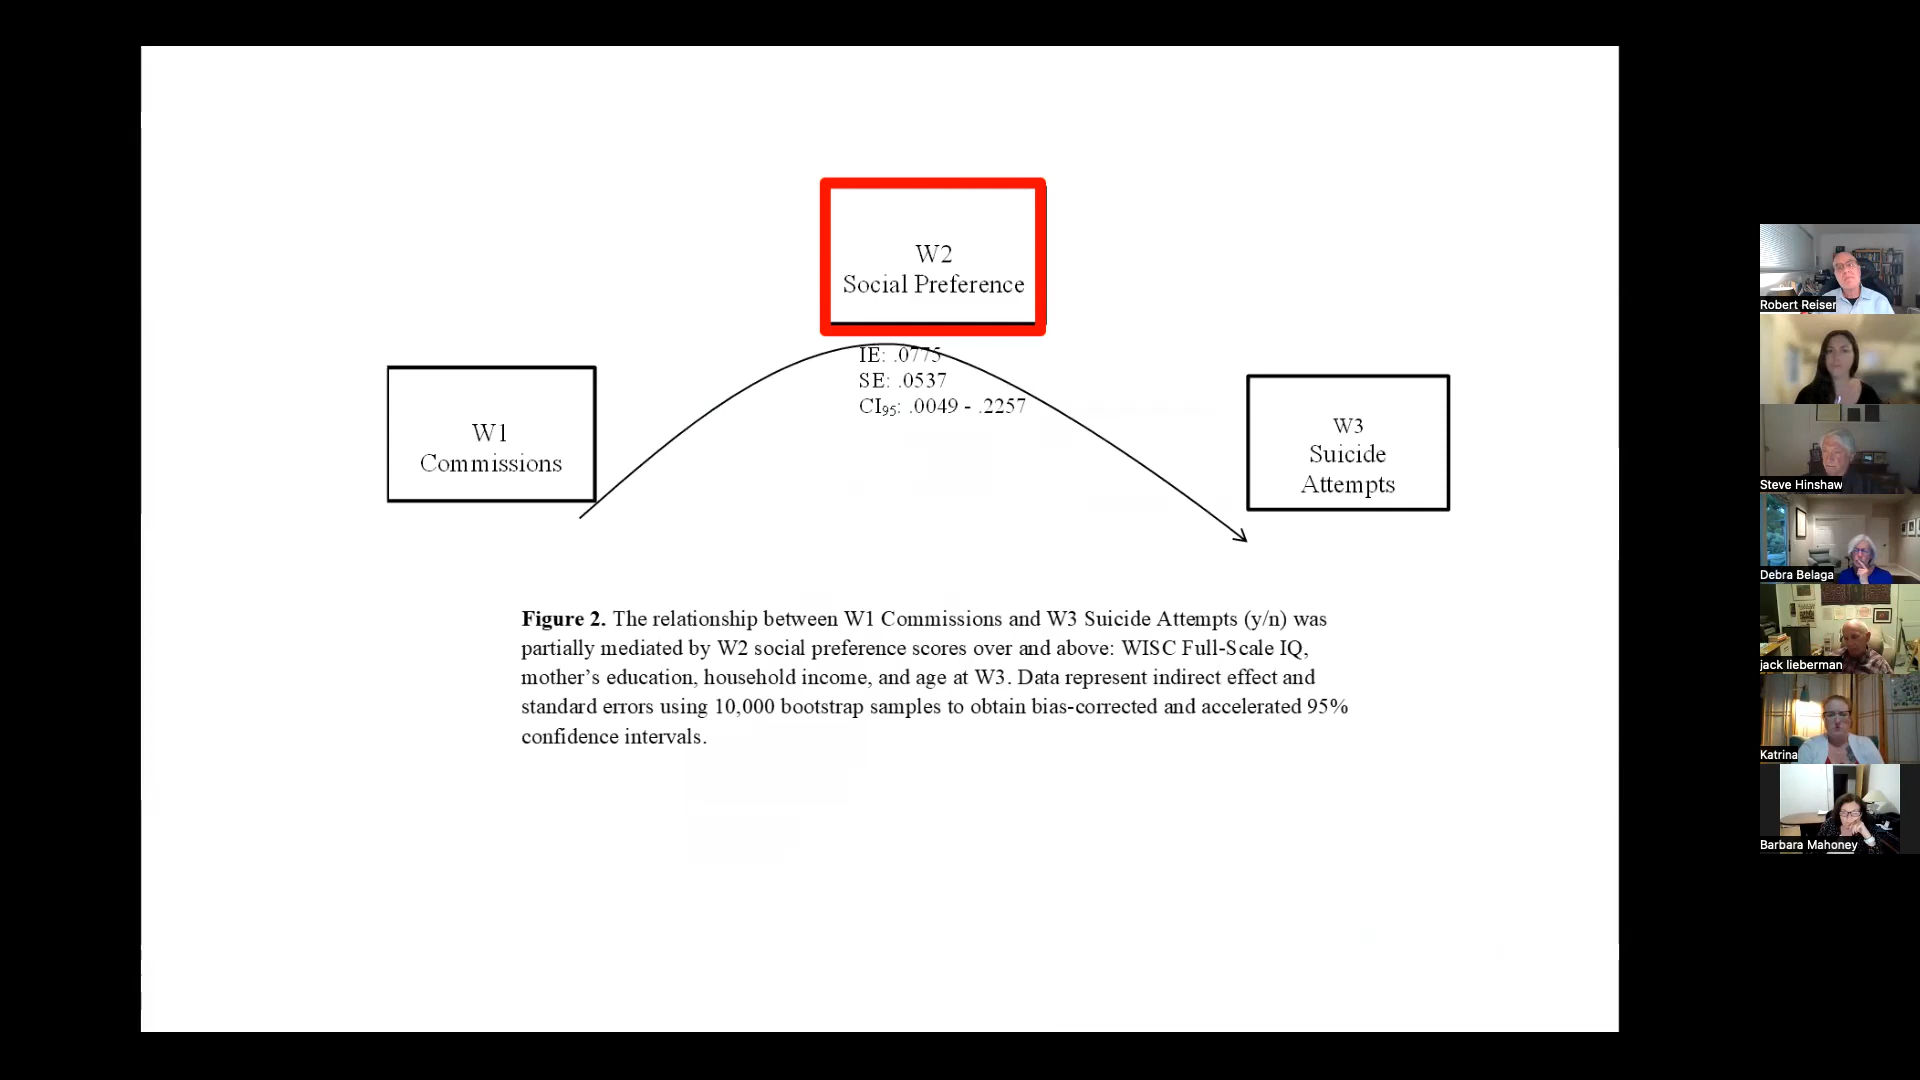 W2
Social Preference
IE: .0775
SE: .0537
CI₉₅: .0049 - .2257
W1
Commissions
W3
Suicide
Attempts
Figure 2. The relationship between W1 Commissions and W3 Suicide Attempts (y/n) was
partially mediated by W2 social preference scores over and above: WISC Full-Scale IQ,
mother’s education, household income, and age at W3. Data represent indirect effect and
standard errors using 10,000 bootstrap samples to obtain bias-corrected and accelerated 95%
confidence intervals.
Robert Reiser
Steve Hinshaw
Debra Belaga
jack lieberman
Katrina
Barbara Mahoney